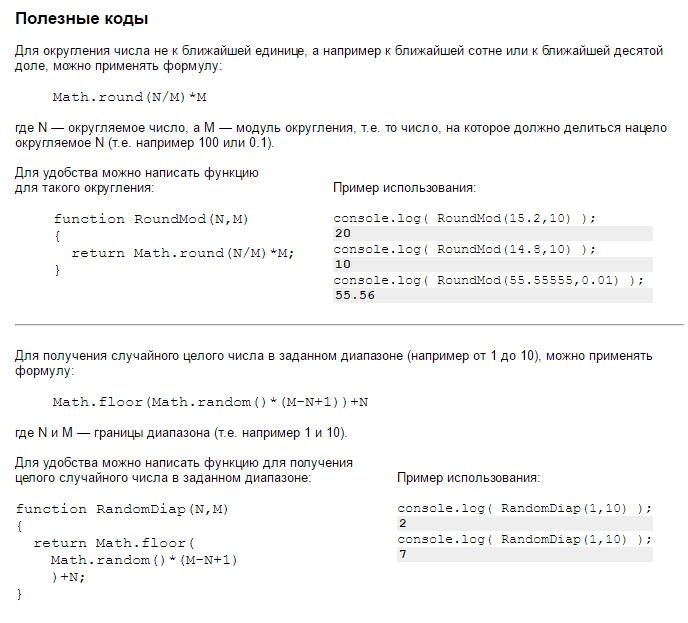 Полезные коды
Для округления числа не к ближайшей единице, а например к ближайшей сотне или к ближайшей десятой
доле, можно применять формулу:
Math.round(N/M)*M
где N — округляемое число, а M — модуль округления, т.е. то число, на которое должно делиться нацело
округляемое N (т.е. например 100 или 0.1).
Для удобства можно написать функцию
для такого округления:
function RoundMod(N,M)
{
return Math.round(N/M)*M;
}
Пример использования:
console.log( RoundMod(15.2,10) );
20
console.log( RoundMod(14.8,10) );
10
console.log( RoundMod(55.55555,0.01) );
55.56
Для получения случайного целого числа в заданном диапазоне (например от 1 до 10), можно применять
формулу:
Math.floor(Math.random()*(M-N+1))+N
где N и M — границы диапазона (т.е. например 1 и 10).
Для удобства можно написать функцию для получения
целого случайного числа в заданном диапазоне:
function RandomDiap(N,M)
{
return Math.floor(
Math.random()*(M-N+1)
)+N;
}
Пример использования:
console.log( RandomDiap(1,10) );
2
console.log( RandomDiap(1,10) );
7